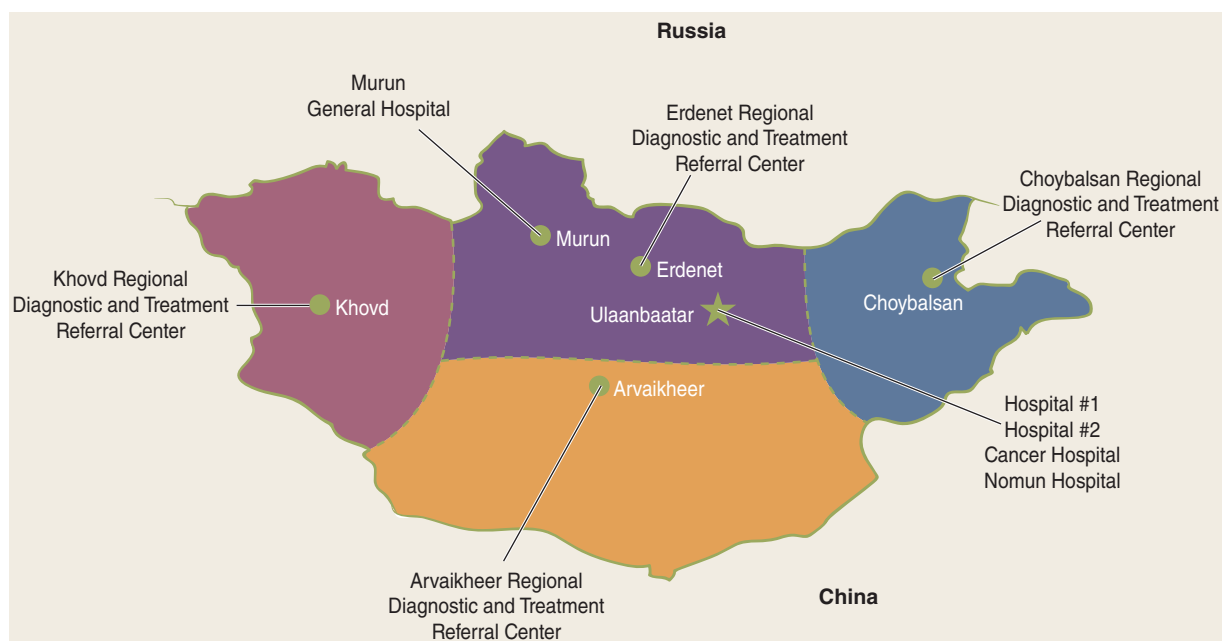 Russia
Murun
General Hospital
Erdenet Regional
Diagnostic and Treatment
Referral Center
Choybalsan Regional
Diagnostic and Treatment
Referral Center
Murun
Erdenet
Khovd Regional
Diagnostic and Treatment
Referral Center
Khovd
Ulaanbaatar
Choybalsan
Arvaikheer
Hospital #1
Hospital #2
Cancer Hospital
Nomun Hospital
Arvaikheer Regional
Diagnostic and Treatment
Referral Center
China